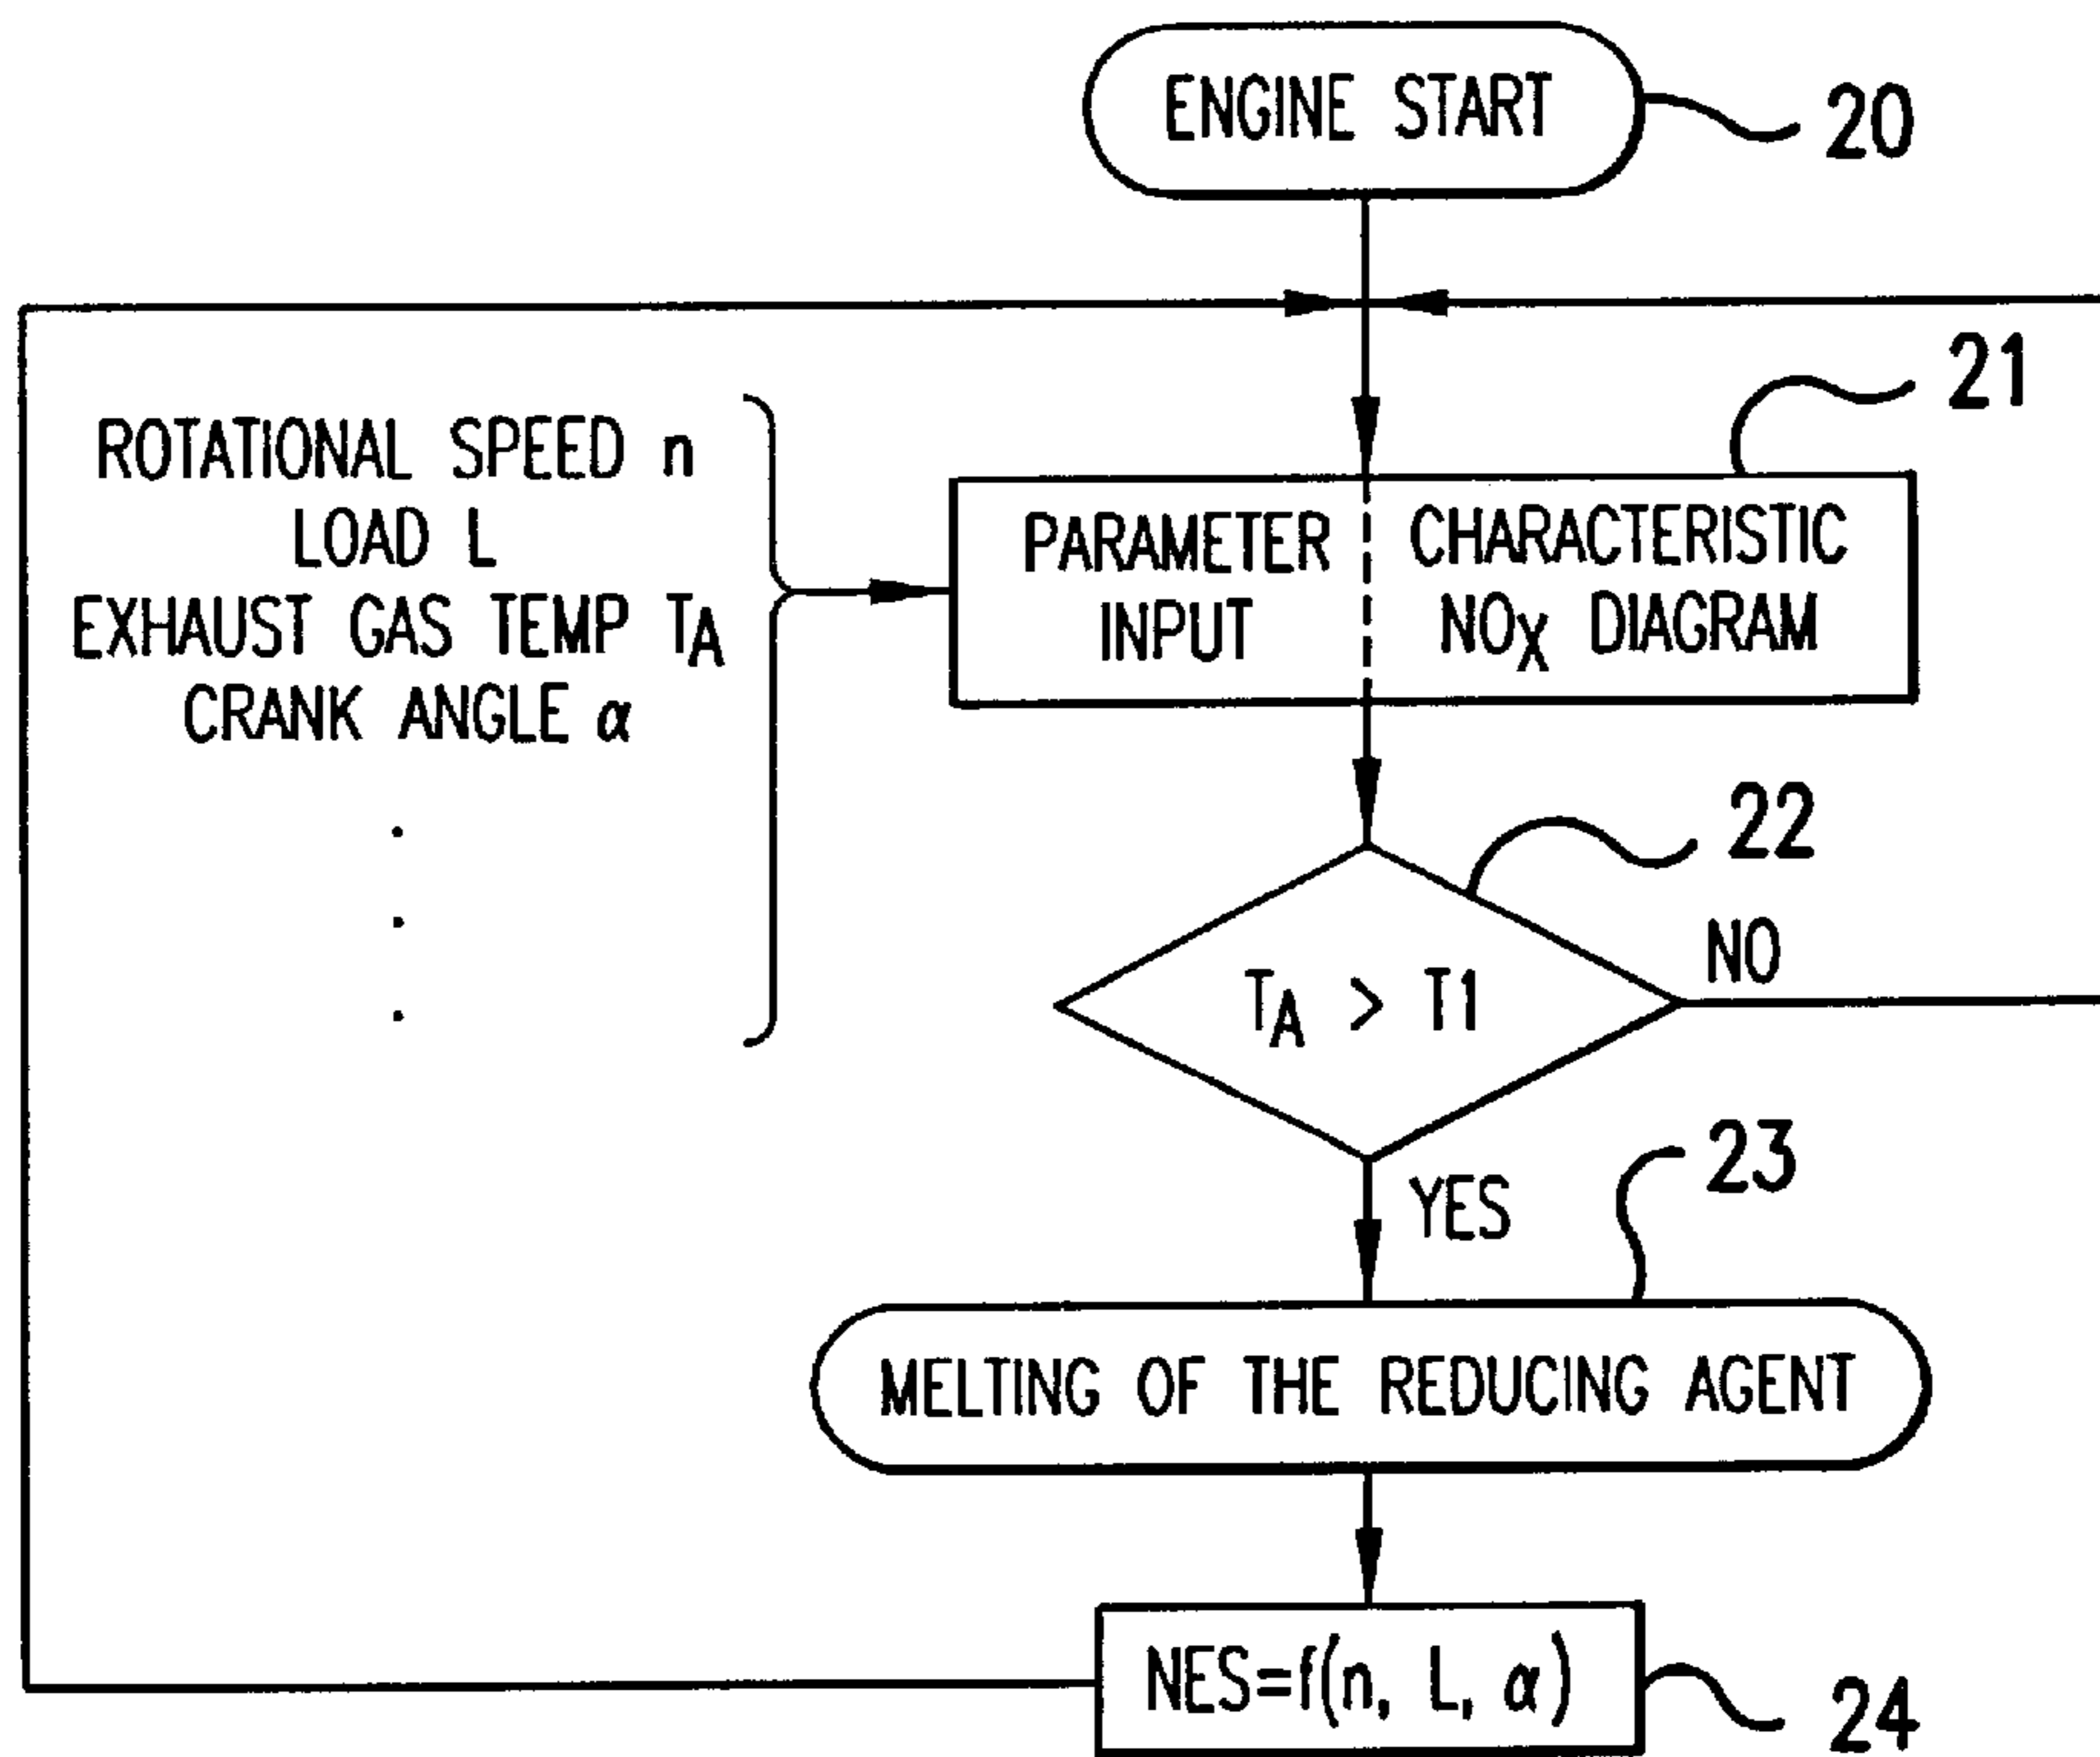 ENGINE START
20
21
ROTATIONAL SPEED n
LOAD L
EXHAUST GAS TEMP TA
CRANK ANGLE α
.
.
.
PARAMETER
INPUT
CHARACTERISTIC
NOX DIAGRAM
22
NO
TA > T1
YES
23
MELTING OF THE REDUCING AGENT
NES=f(n, L, α)
24